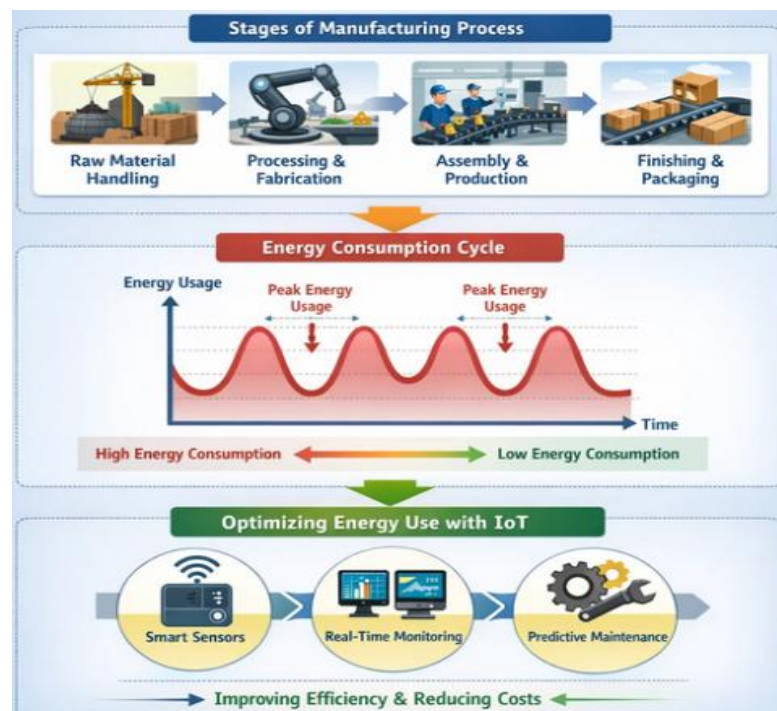 Stages of Manufacturing Process
Raw Material
Handling
Processing &
Fabrication
Assembly &
Production
Finishing &
Packaging
Energy Consumption Cycle
Energy Usage
Peak Energy
Usage
Peak Energy
Usage
Time
High Energy Consumption
Low Energy Consumption
Optimizing Energy Use with IoT
Smart Sensors
Real-Time Monitoring
Predictive Maintenance
Improving Efficiency & Reducing Costs